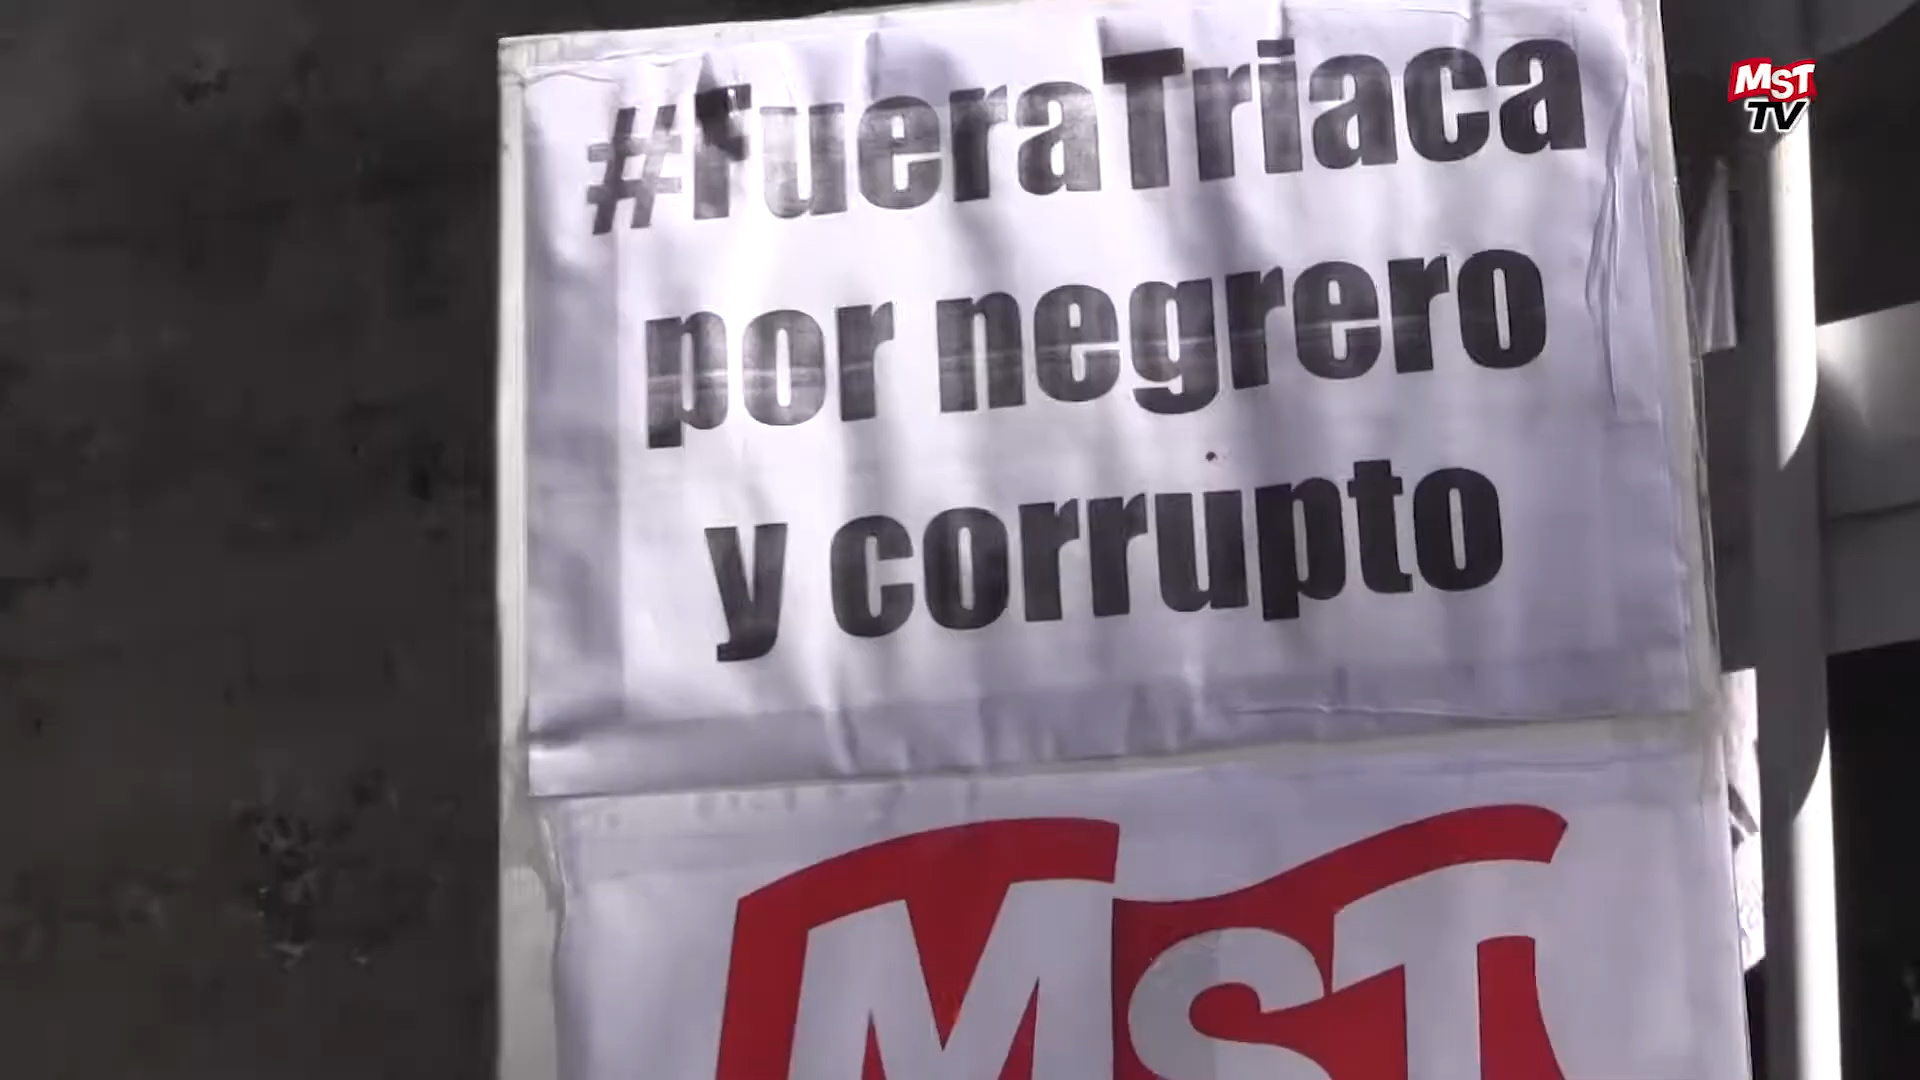 #FueraTriaca
por negrero
y corrupto
MST
MST
TV